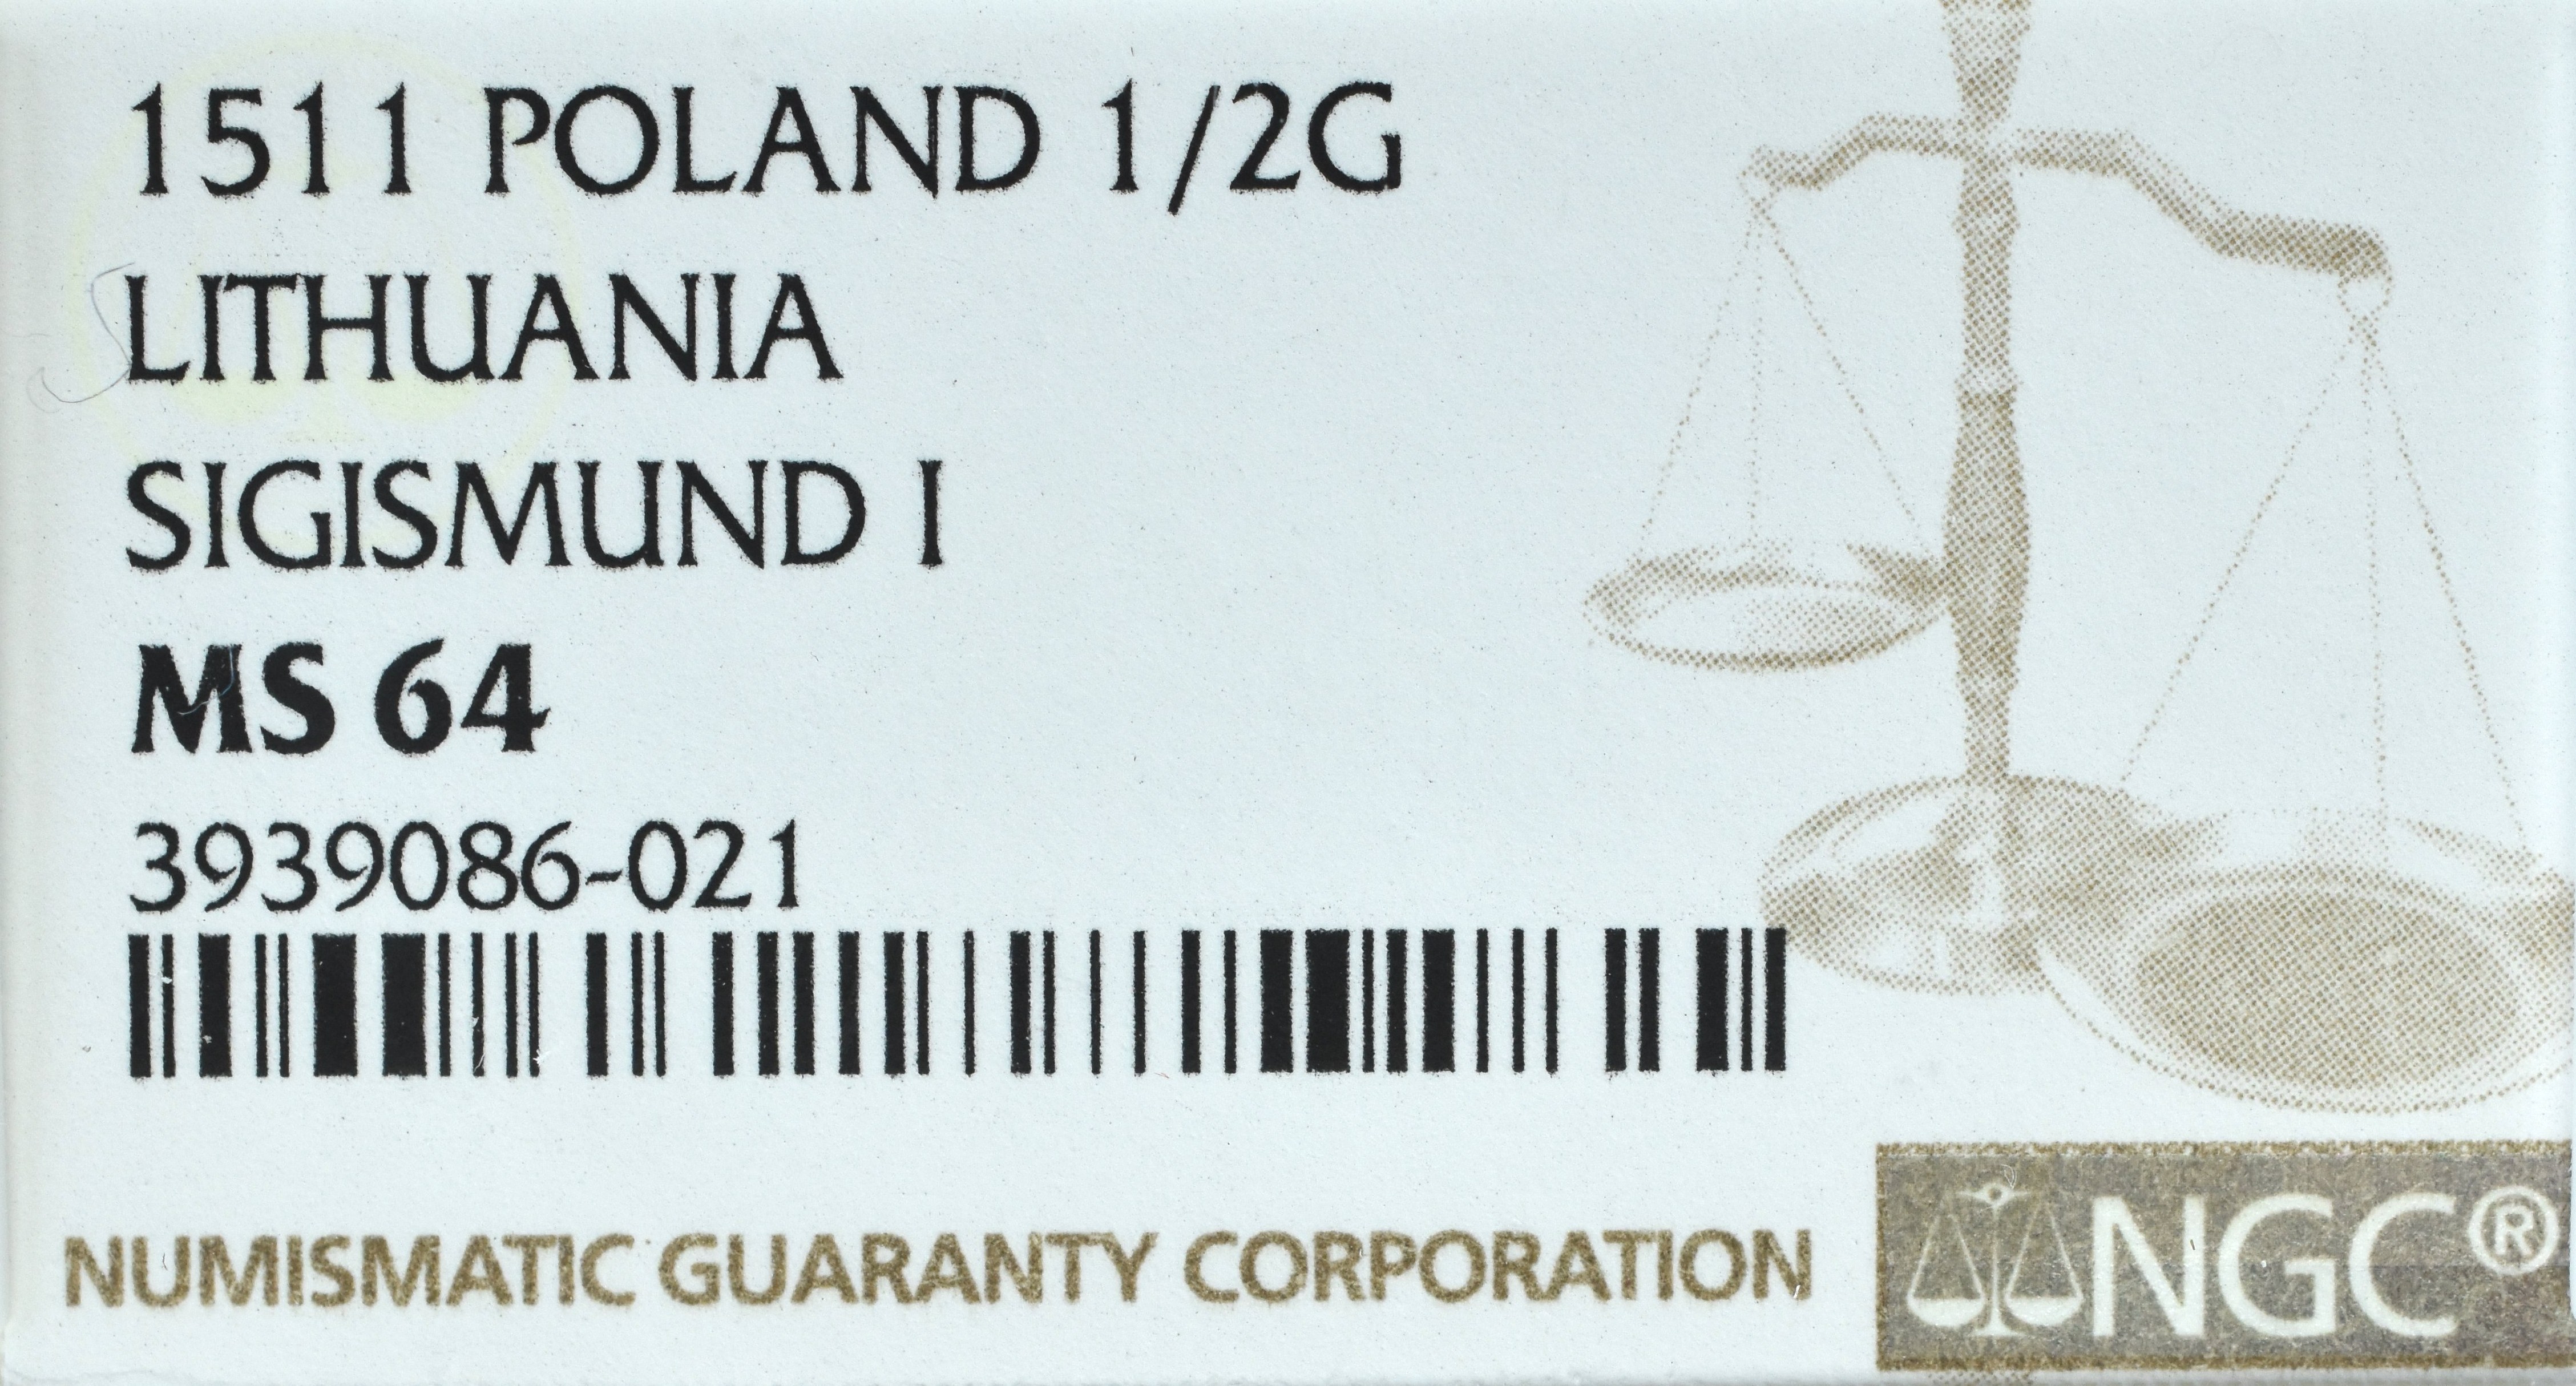 1511 POLAND 1/2G
LITHUANIA
SIGISMUND I
MS 64
3939086-021
NUMISMATIC GUARANTY CORPORATION
NGC®